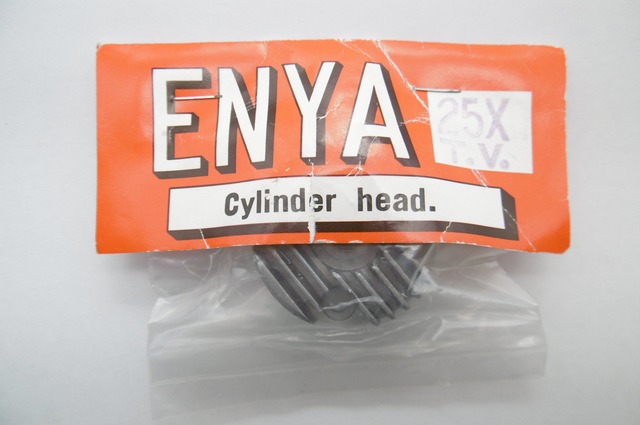 ENYA
25X
T.V.
Cylinder head.